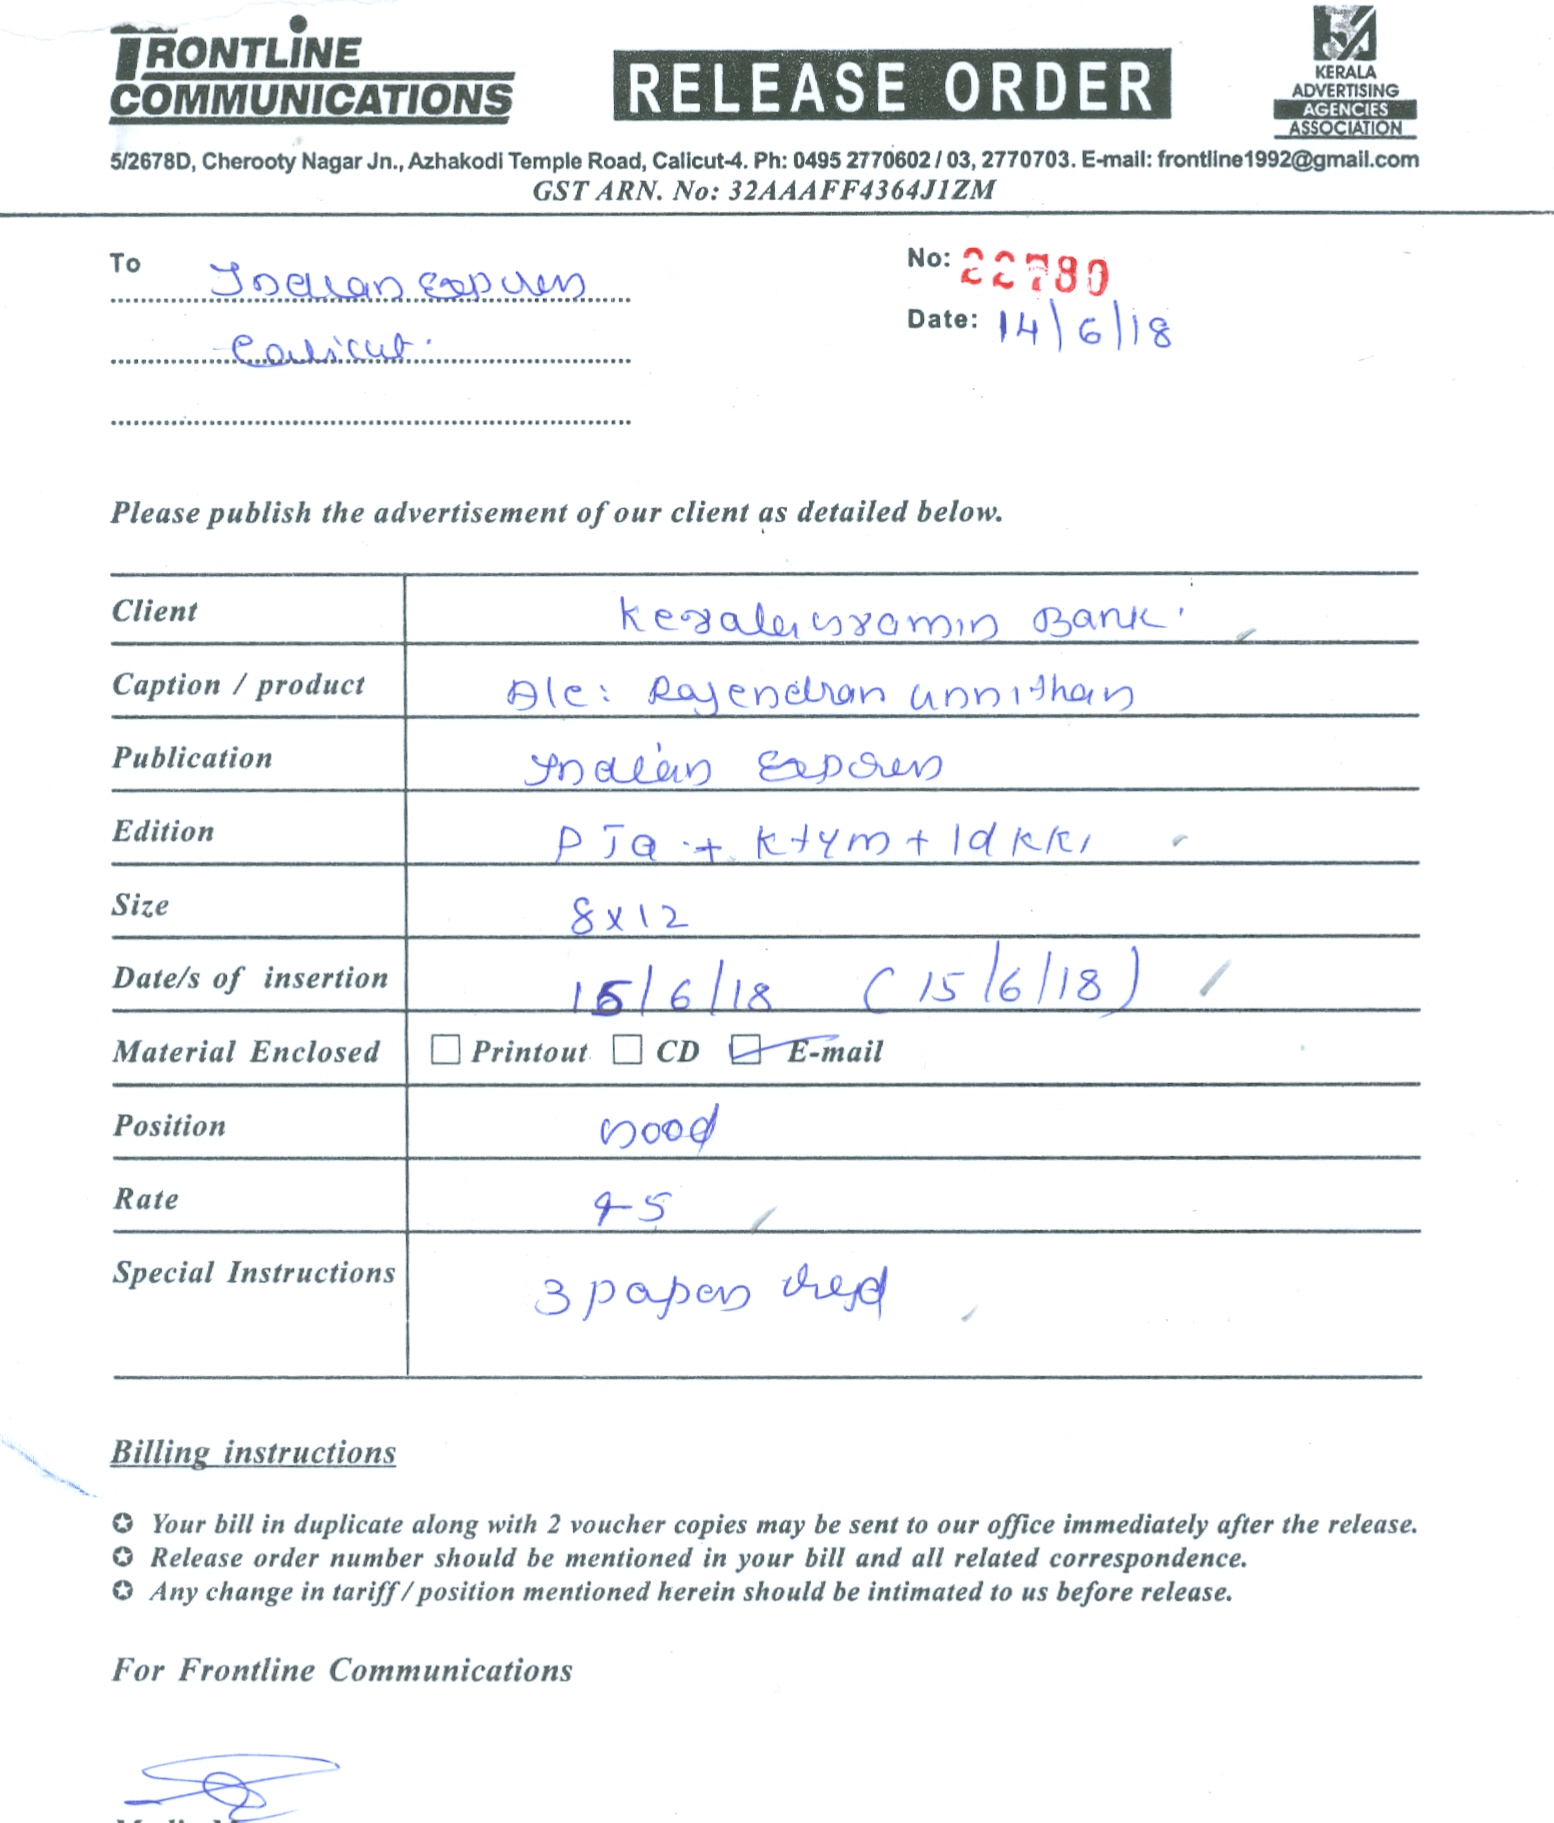 FRONTLINE
COMMUNICATIONS
RELEASE ORDER
KERALA
ADVERTISING
AGENCIES
ASSOCIATION
5/2678D, Cherooty Nagar Jn., Azhakodi Temple Road, Calicut-4. Ph: 0495 2770602 / 03, 2770703. E-mail: frontline1992@gmail.com
GST ARN. No: 32AAAFF4364J1ZM
To Indian Express
Calicut.
No: 22780
Date: 14/6/18
Please publish the advertisement of our client as detailed below.
Client Kerala Gramin Bank
Caption / product A/c: Rajendran Unnithan
Publication Indian Express
Edition PTA + Ktym + Idkki
Size 8x12
Date/s of insertion 15/6/18 (15/6/18)
Material Enclosed Printout CD E-mail
Position Good
Rate 95
Special Instructions 3 papers
Billing instructions
✪ Your bill in duplicate along with 2 voucher copies may be sent to our office immediately after the release.
✪ Release order number should be mentioned in your bill and all related correspondence.
✪ Any change in tariff / position mentioned herein should be intimated to us before release.
For Frontline Communications